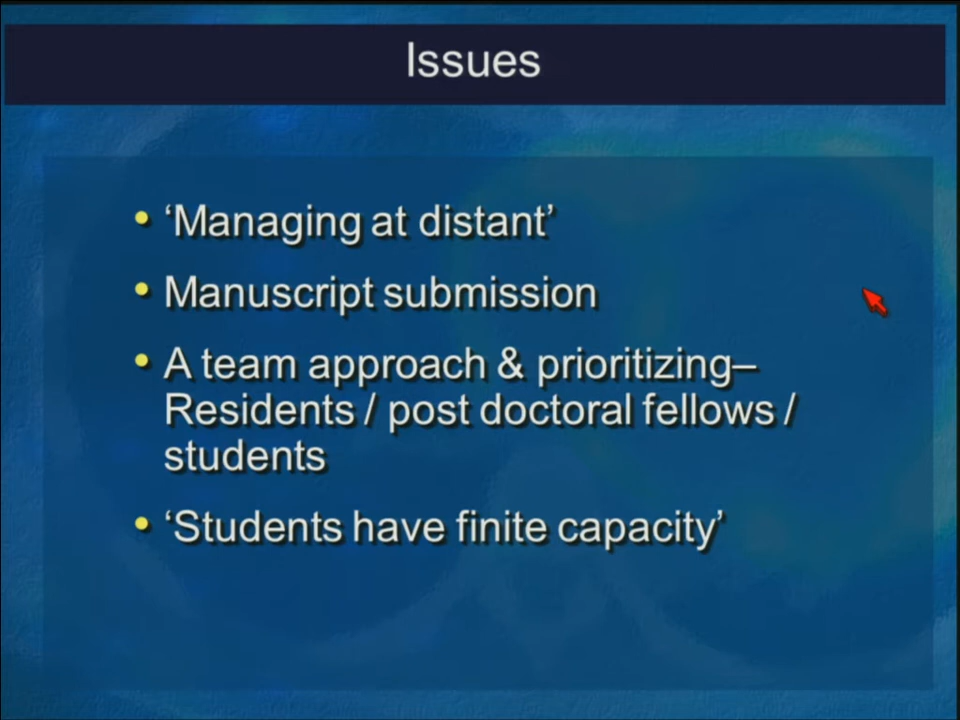 Issues
• ‘Managing at distant’
• Manuscript submission
• A team approach & prioritizing–
Residents / post doctoral fellows /
students
• ‘Students have finite capacity’